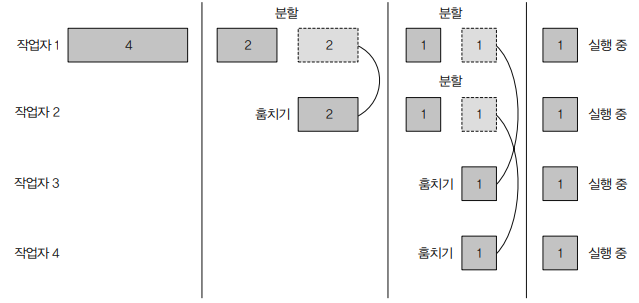 분할 분할
작업자 1 4 2 2 1 1 1 실행 중
분할
작업자 2 훔치기 2 1 1 1 실행 중
작업자 3 훔치기 1 1 실행 중
작업자 4 훔치기 1 1 실행 중